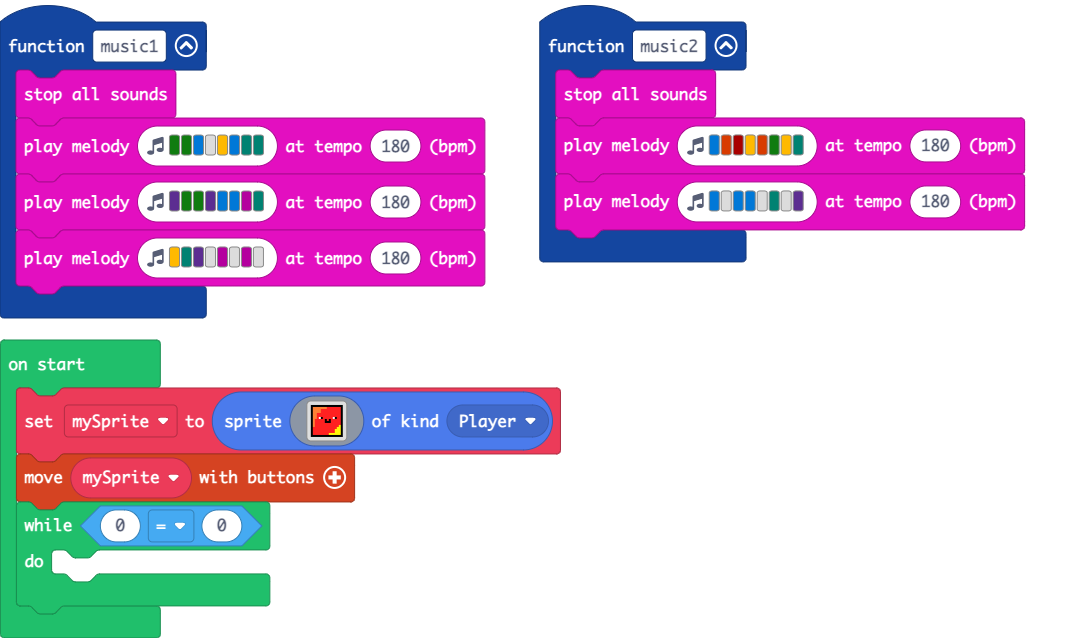 function music1
stop all sounds
play melody at tempo 180 (bpm)
play melody at tempo 180 (bpm)
play melody at tempo 180 (bpm)
function music2
stop all sounds
play melody at tempo 180 (bpm)
play melody at tempo 180 (bpm)
on start
set mySprite to sprite of kind Player
move mySprite with buttons
while 0 = 0
do